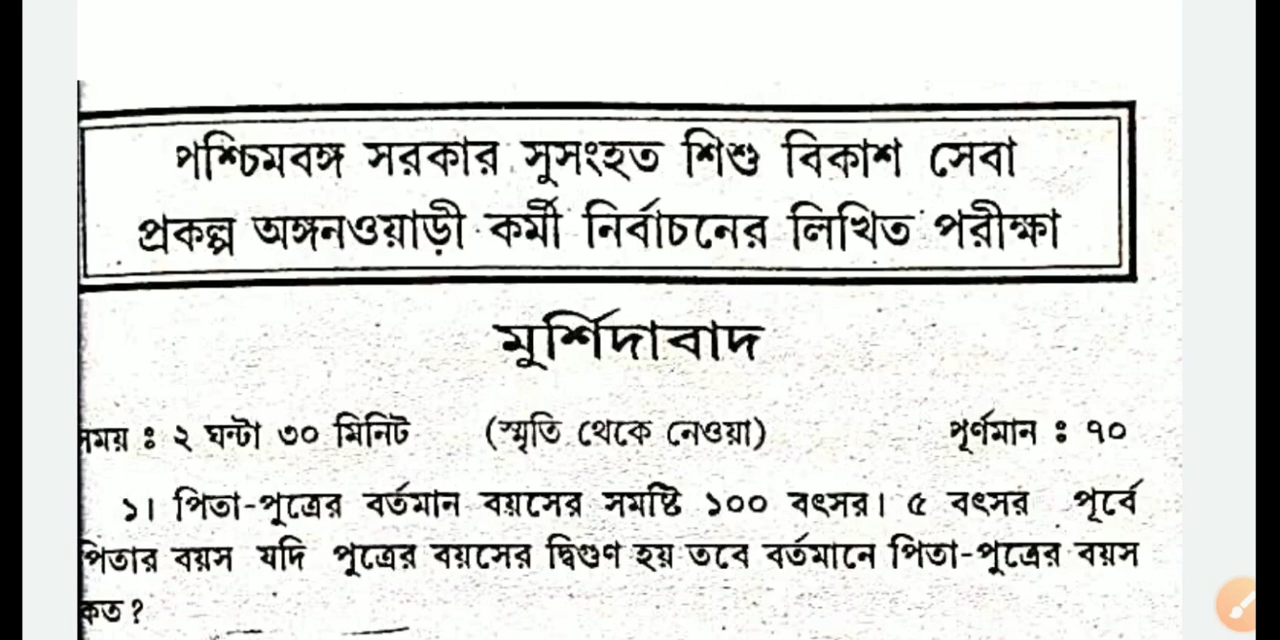 পশ্চিমবঙ্গ সরকার সুসংহত শিশু বিকাশ সেবা
প্রকল্প অঙ্গনওয়াড়ী কর্মী নির্বাচনের লিখিত পরীক্ষা
মুর্শিদাবাদ
সময় : ২ ঘন্টা ৩০ মিনিট (স্মৃতি থেকে নেওয়া) পূর্ণমান : ৭০
১। পিতা-পুত্রের বর্তমান বয়সের সমষ্টি ১০০ বৎসর। ৫ বৎসর পূর্বে
পিতার বয়স যদি পুত্রের বয়সের দ্বিগুণ হয় তবে বর্তমানে পিতা-পুত্রের বয়স
কত?